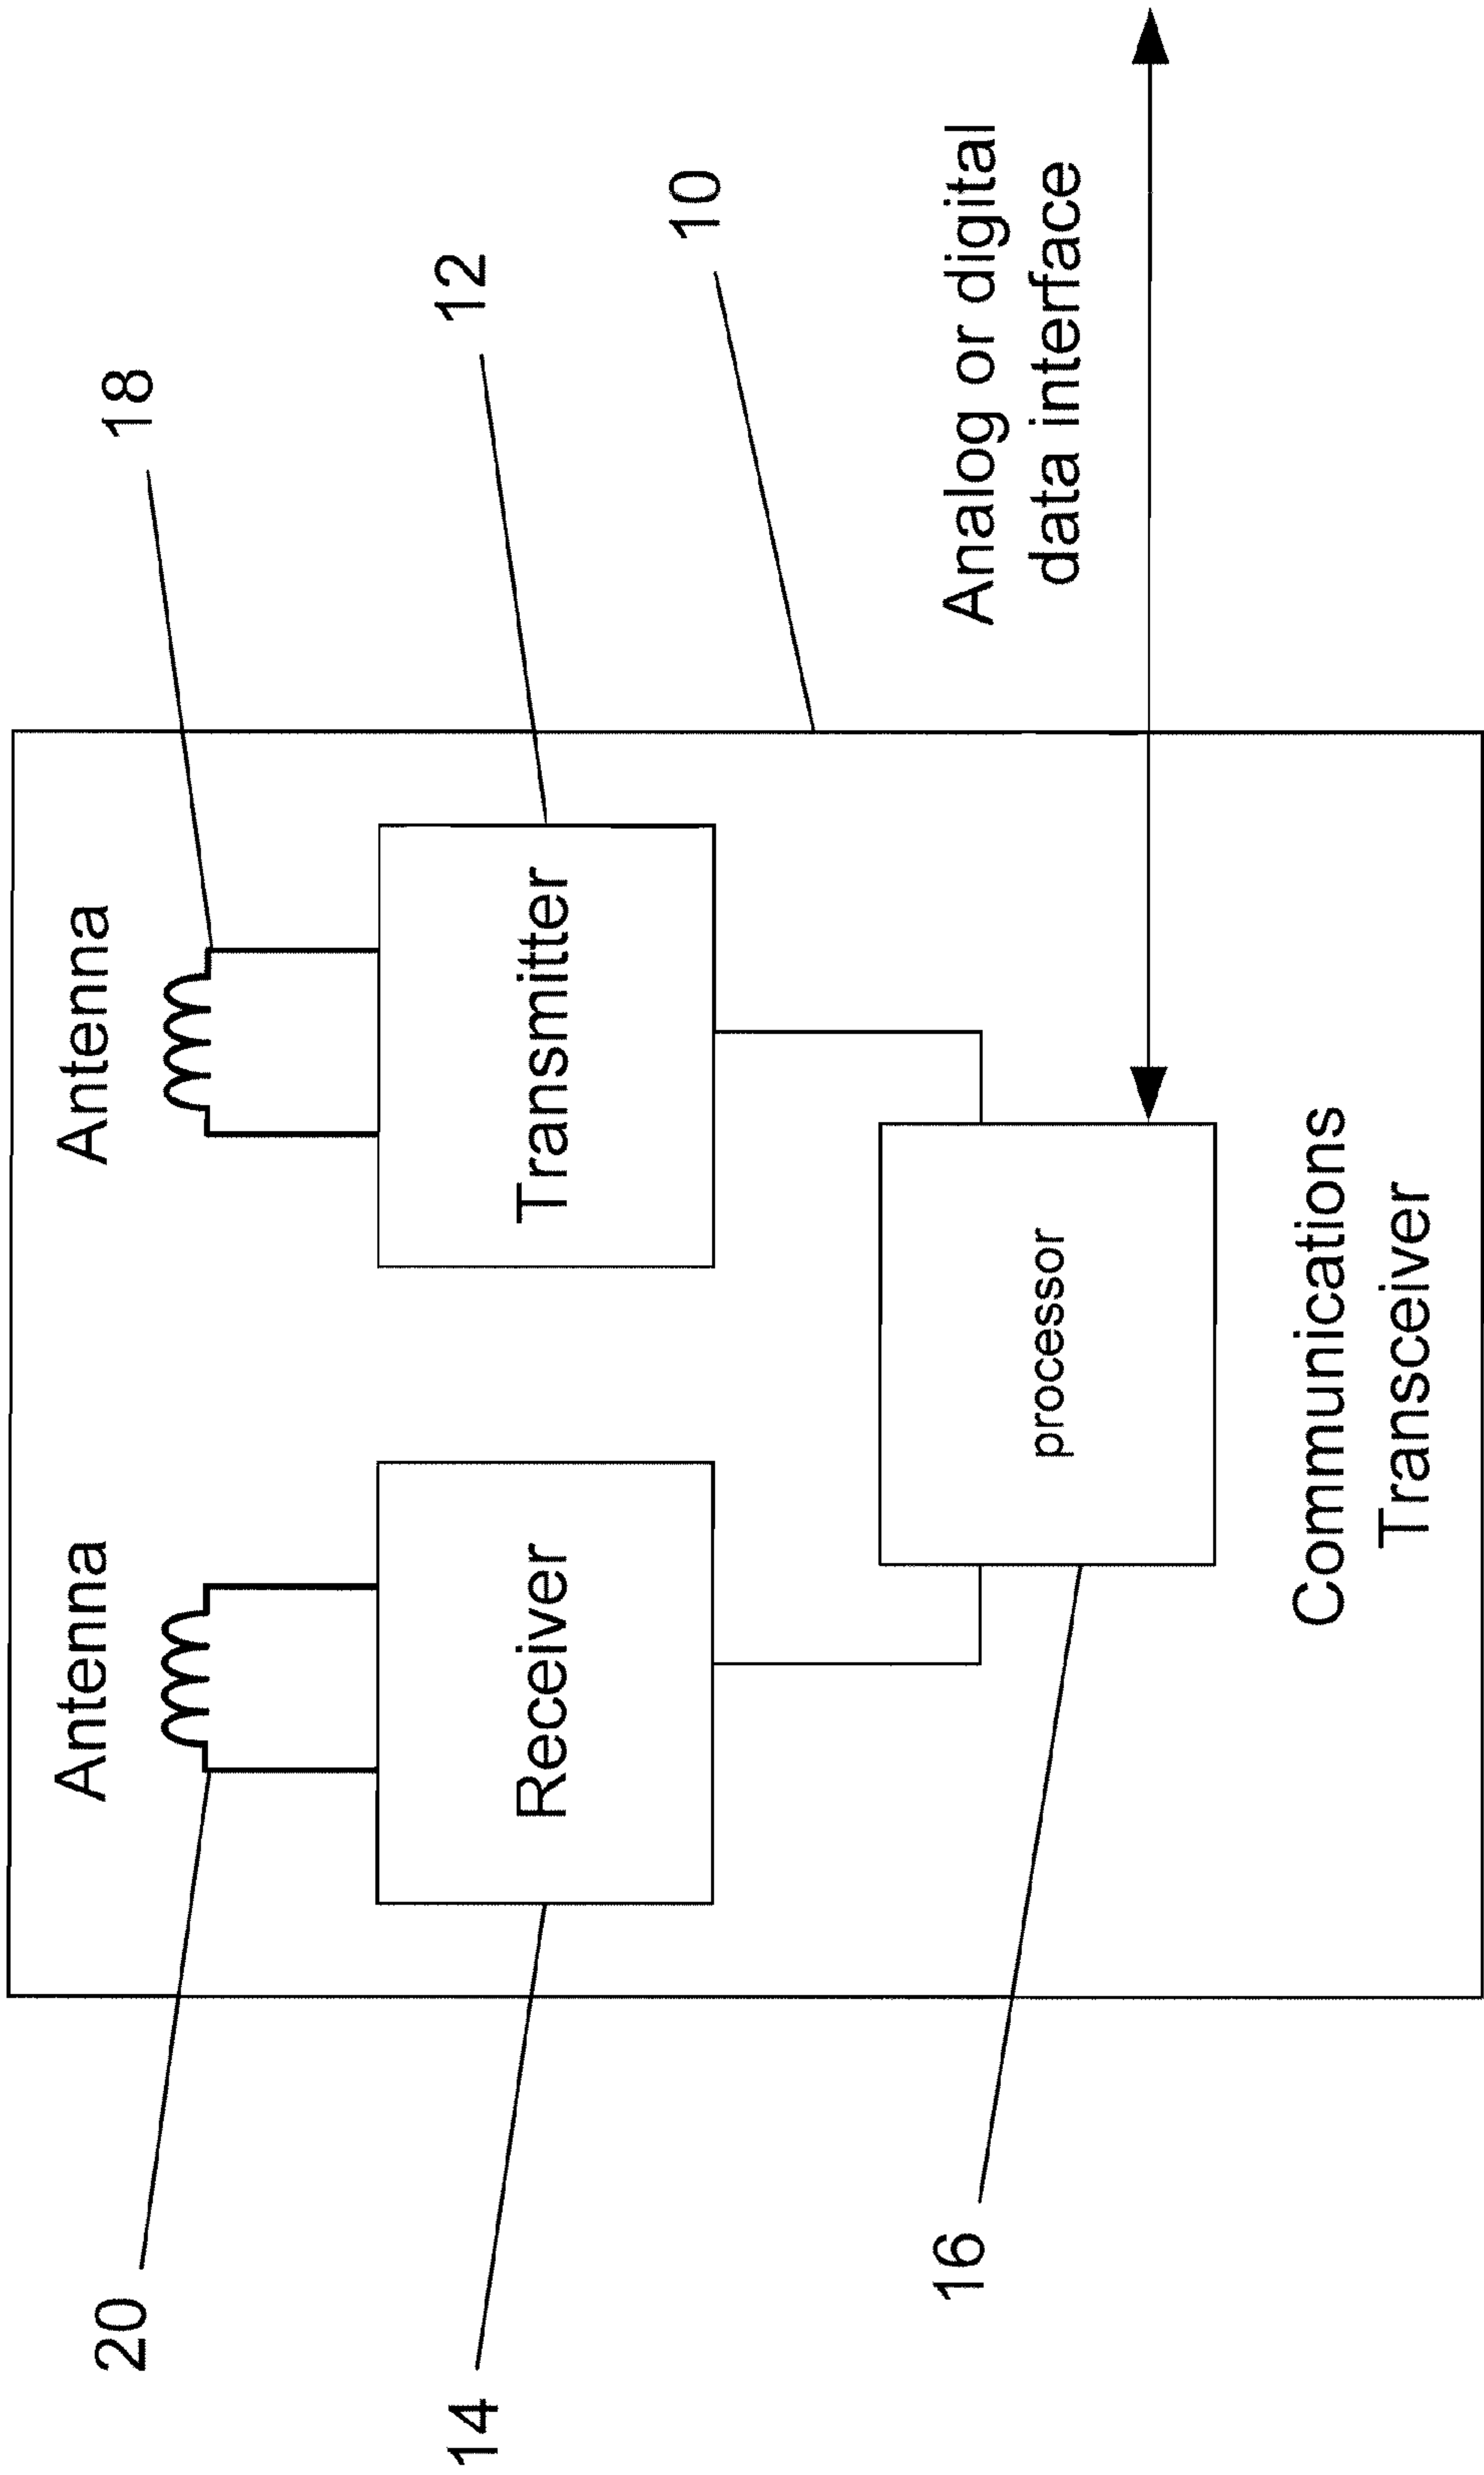 Antenna
Antenna
20
18
14
Receiver
Transmitter
12
10
16
processor
Analog or digital
data interface
Communications
Transceiver